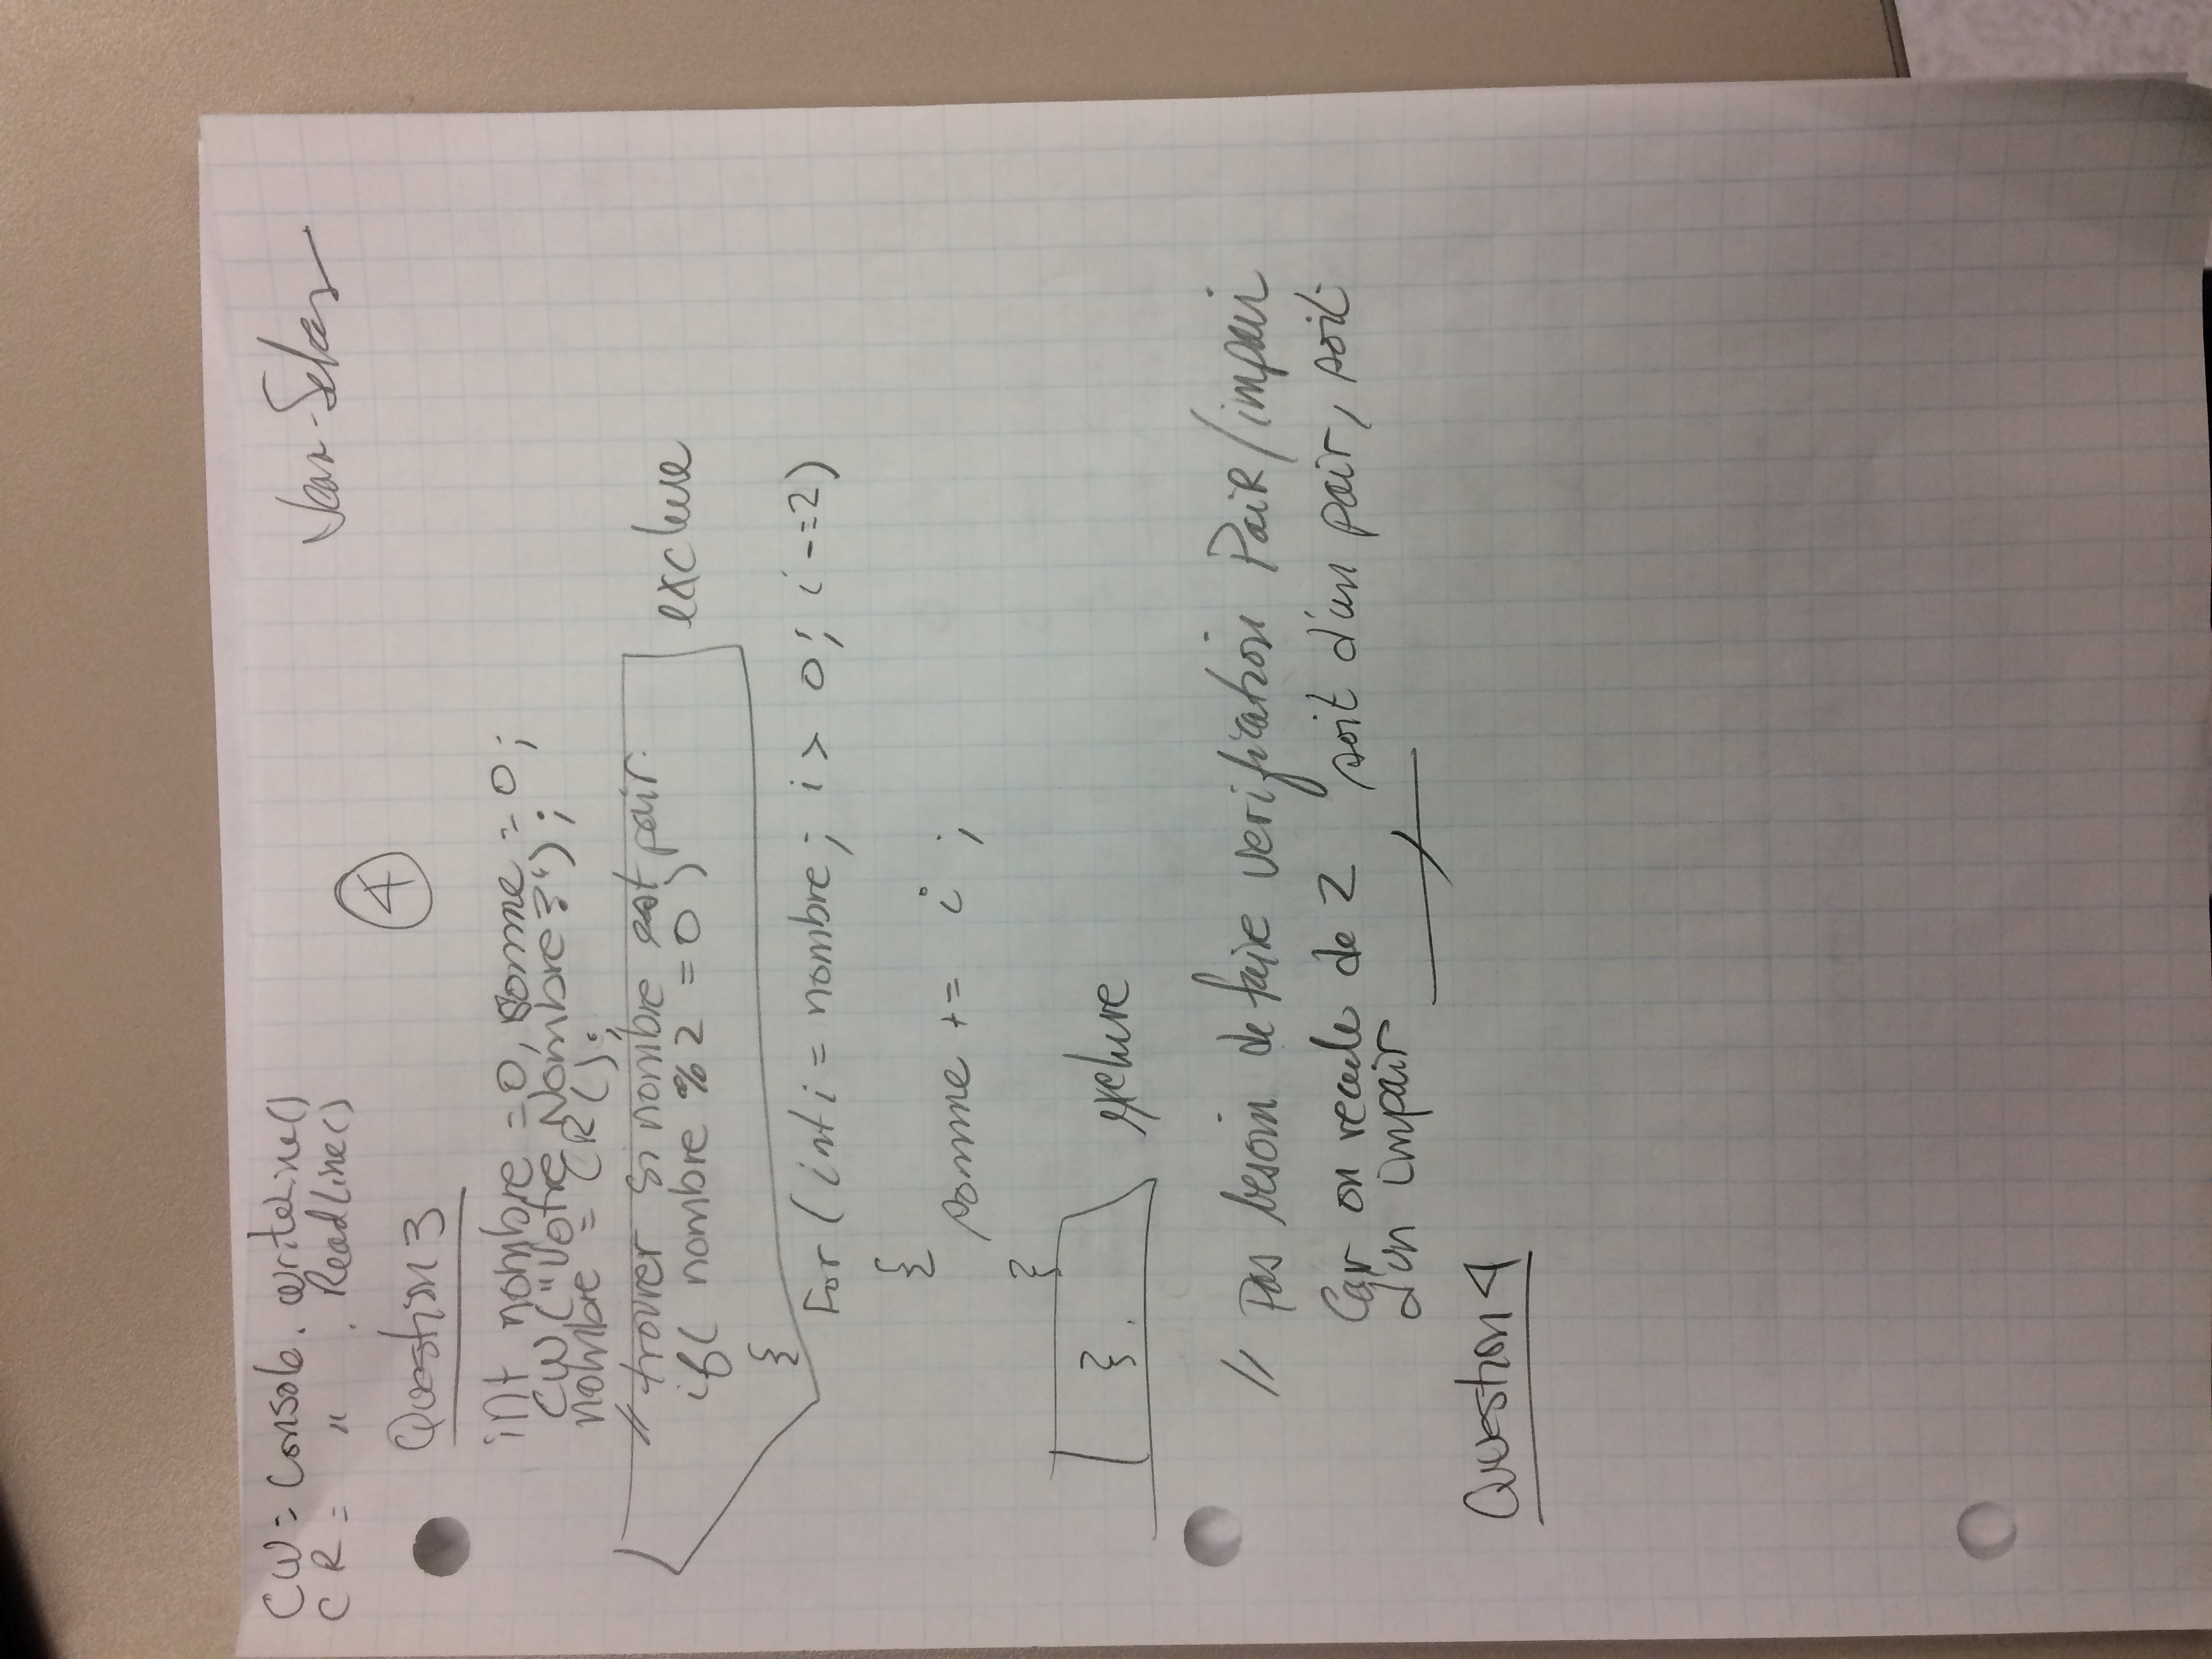 CW = Console. WriteLine()
CR = " . ReadLine()
Jean-Seb
4
Question 3
int nombre = 0, somme = 0;
CW("Votre Nombre?");
nombre = CR();
// trouver si nombre est pair.
if( nombre % 2 = 0 )
exclure
{
For (int i = nombre; i > 0; i -=2)
{
somme += i ;
}
}.
exclure
// Pas besoin de faire verification Pair/impair
Car on recule de 2 soit d'un pair, soit
d'un impair
Question 4